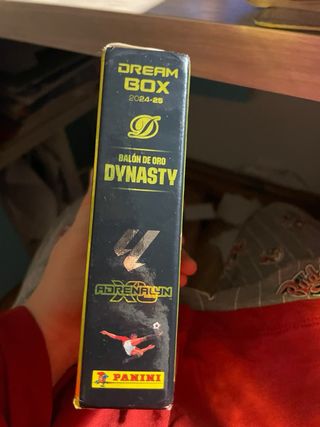 DREAM
BOX
2024-25
D
BALÓN DE ORO
DYNASTY
ADRENALYN
XL
PANINI